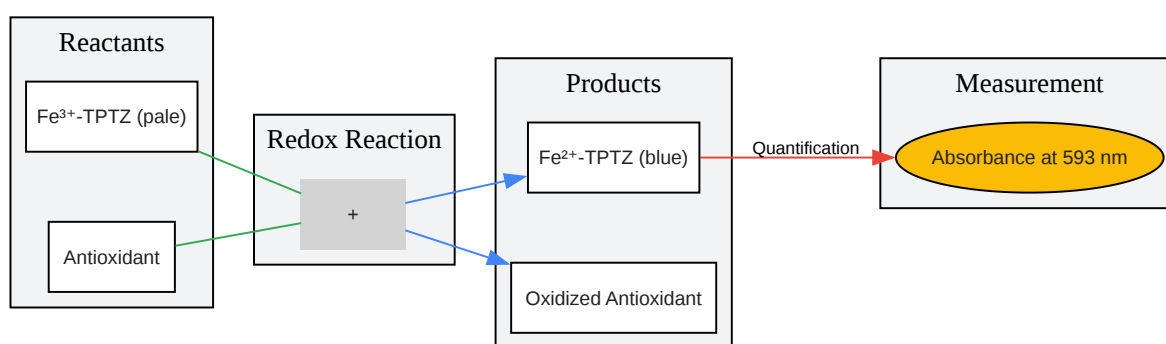 Reactants
Fe³⁺-TPTZ (pale)
Antioxidant
Redox Reaction
+
Products
Fe²⁺-TPTZ (blue)
Oxidized Antioxidant
Quantification
Measurement
Absorbance at 593 nm